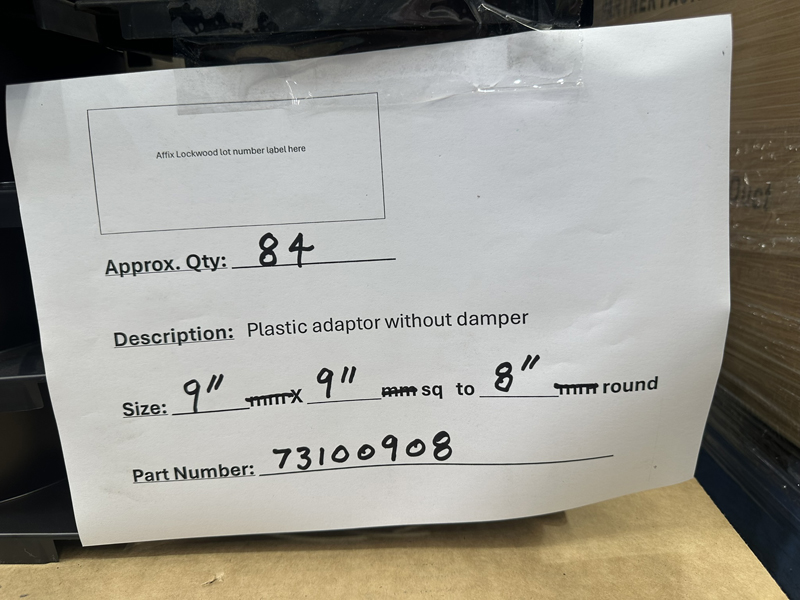 Affix Lockwood lot number label here
Approx. Qty: 84
Description: Plastic adaptor without damper
Size: 9" mm X 9" mm sq to 8" mm round
Part Number: 73100908